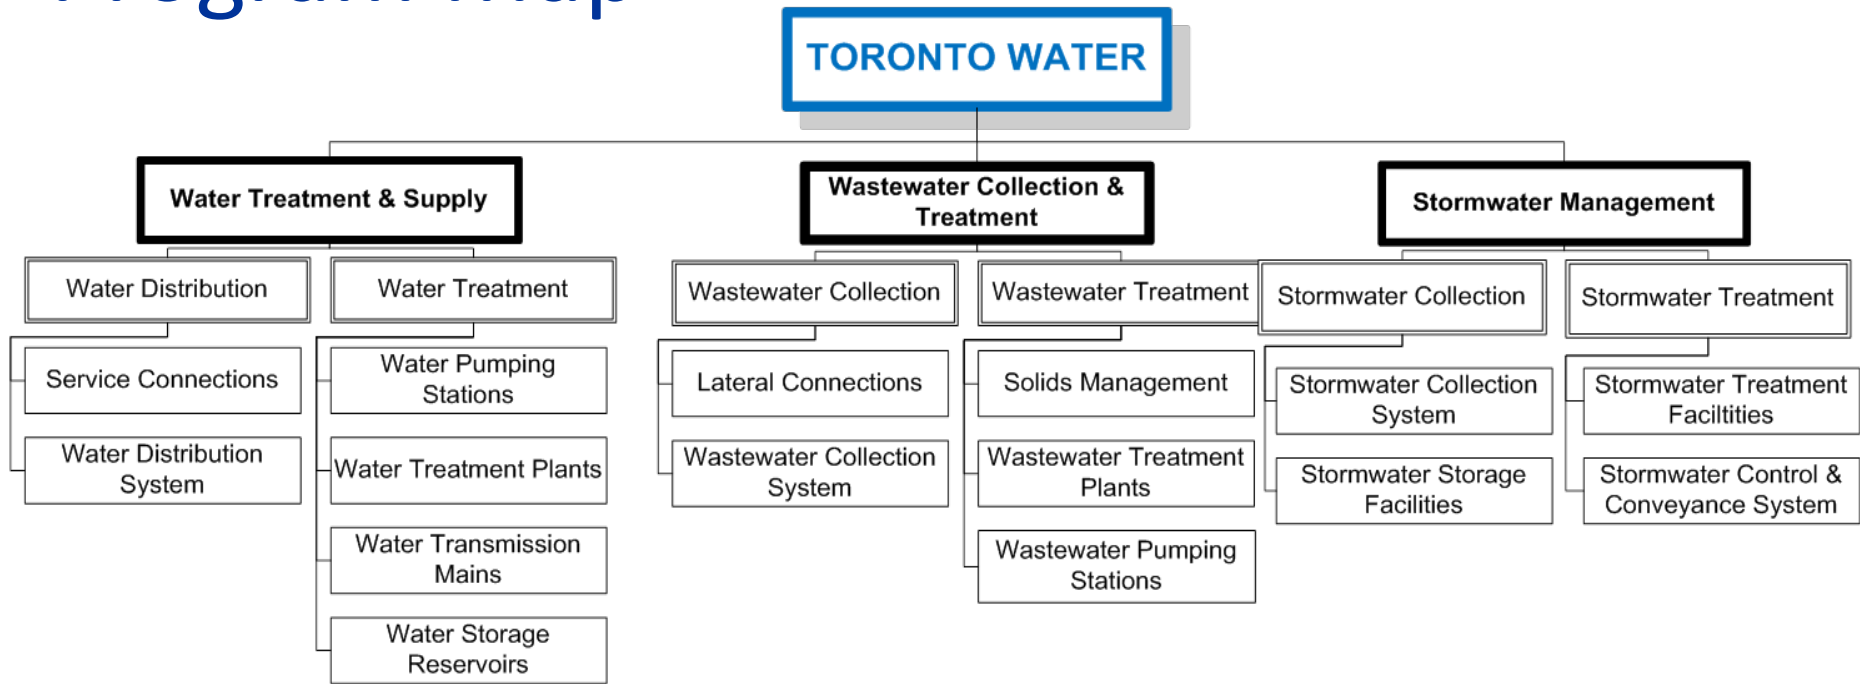 Program Map
TORONTO WATER
Water Treatment & Supply
Wastewater Collection &
Treatment
Stormwater Management
Water Distribution
Water Treatment
Wastewater Collection
Wastewater Treatment
Stormwater Collection
Stormwater Treatment
Service Connections
Water Distribution
System
Water Pumping
Stations
Water Treatment Plants
Water Transmission
Mains
Water Storage
Reservoirs
Lateral Connections
Wastewater Collection
System
Solids Management
Wastewater Treatment
Plants
Wastewater Pumping
Stations
Stormwater Collection
System
Stormwater Storage
Facilities
Stormwater Treatment
Faciltities
Stormwater Control &
Conveyance System